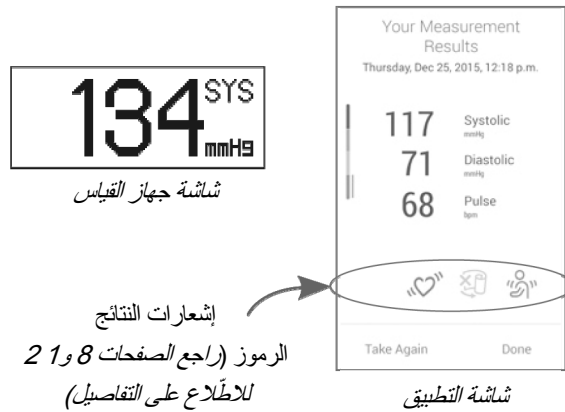 134 SYS
mmHg
شاشة جهاز القياس
Your Measurement
Results
Thursday, Dec 25, 2015, 12:18 p.m.
117 Systolic
mmHg
71 Diastolic
mmHg
68 Pulse
bpm
إشعارات النتائج
الرموز (راجع الصفحات 8 و1 2
للاطّلاع على التفاصيل)
Take Again Done
شاشة التطبيق